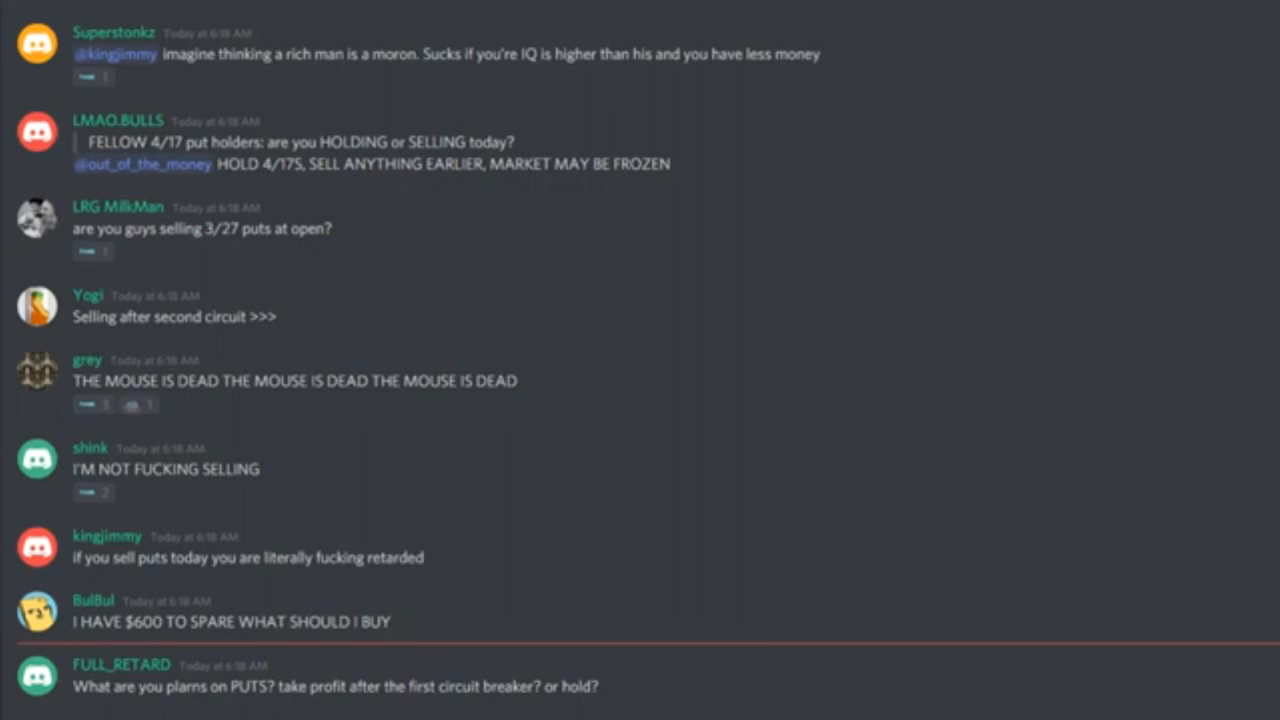 Superstonkz Today at 6:18 AM
@kingjimmy imagine thinking a rich man is a moron. Sucks if you're IQ is higher than his and you have less money
1
LMAO.BULLS Today at 6:18 AM
FELLOW 4/17 put holders: are you HOLDING or SELLING today?
@out_of_the_money HOLD 4/17S, SELL ANYTHING EARLIER, MARKET MAY BE FROZEN
LRG MilkMan Today at 6:18 AM
are you guys selling 3/27 puts at open?
1
Yogi Today at 6:18 AM
Selling after second circuit >>>
grey Today at 6:18 AM
THE MOUSE IS DEAD THE MOUSE IS DEAD THE MOUSE IS DEAD
3 1
shink Today at 6:18 AM
I'M NOT FUCKING SELLING
2
kingjimmy Today at 6:18 AM
if you sell puts today you are literally fucking retarded
BulBul Today at 6:18 AM
I HAVE $600 TO SPARE WHAT SHOULD I BUY
FULL_RETARD Today at 6:18 AM
What are you plarns on PUTS? take profit after the first circuit breaker? or hold?